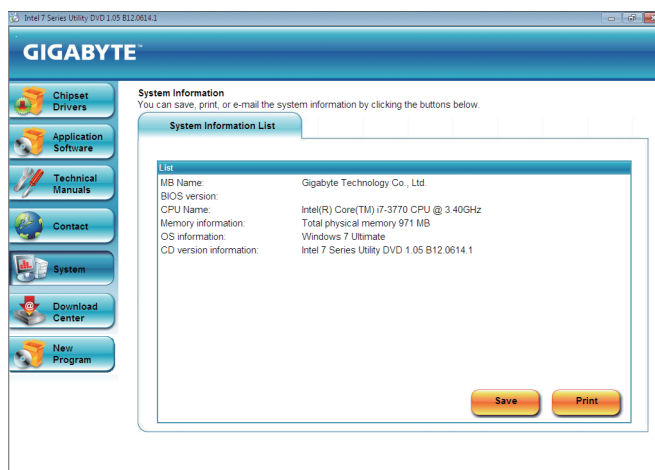 Intel 7 Series Utility DVD 1.05 B12.0614.1
GIGABYTE™
Chipset
Drivers
Application
Software
Technical
Manuals
Contact
System
Download
Center
New
Program
System Information
You can save, print, or e-mail the system information by clicking the buttons below.
System Information List
List
MB Name: Gigabyte Technology Co., Ltd.
BIOS version:
CPU Name: Intel(R) Core(TM) i7-3770 CPU @ 3.40GHz
Memory information: Total physical memory 971 MB
OS information: Windows 7 Ultimate
CD version information: Intel 7 Series Utility DVD 1.05 B12.0614.1
Save Print